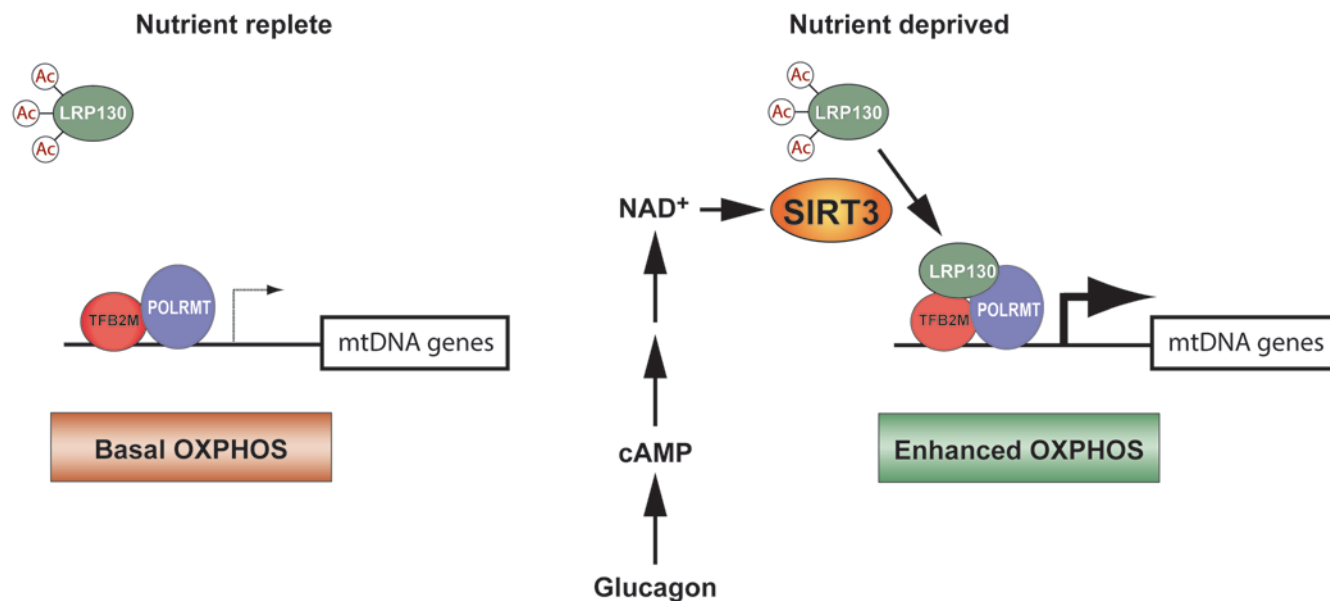 Nutrient replete
Nutrient deprived
Ac
Ac
Ac
LRP130
Ac
Ac
Ac
LRP130
NAD+
SIRT3
LRP130
TFB2M
POLRMT
mtDNA genes
TFB2M
POLRMT
mtDNA genes
Basal OXPHOS
cAMP
Enhanced OXPHOS
Glucagon